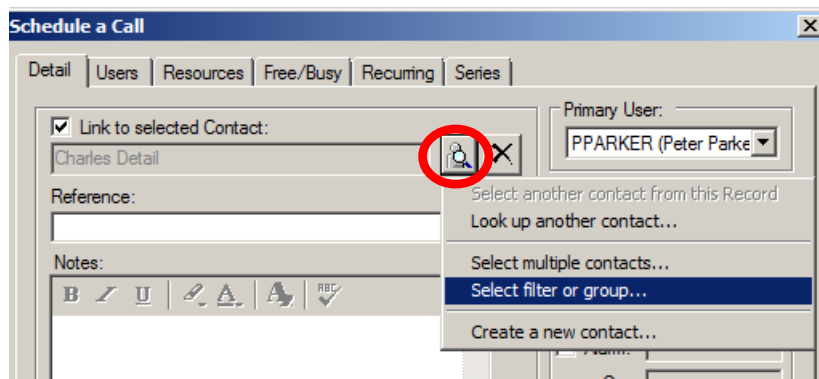 Schedule a Call
Detail Users Resources Free/Busy Recurring Series
Link to selected Contact:
Charles Detail
Primary User:
PPARKER (Peter Parke
Reference:
Select another contact from this Record
Look up another contact...
Select multiple contacts...
Select filter or group...
Create a new contact...
Notes:
B I U A A ABC